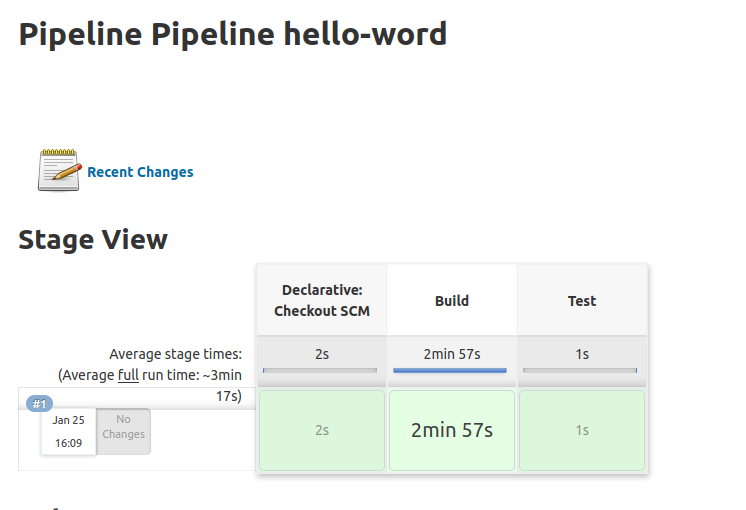 Pipeline Pipeline hello-word
Recent Changes
Stage View
Declarative:
Checkout SCM
Build
Test
Average stage times:
2s
2min 57s
1s
(Average full run time: ~3min
17s)
#1
Jan 25
16:09
No
Changes
2s
2min 57s
1s